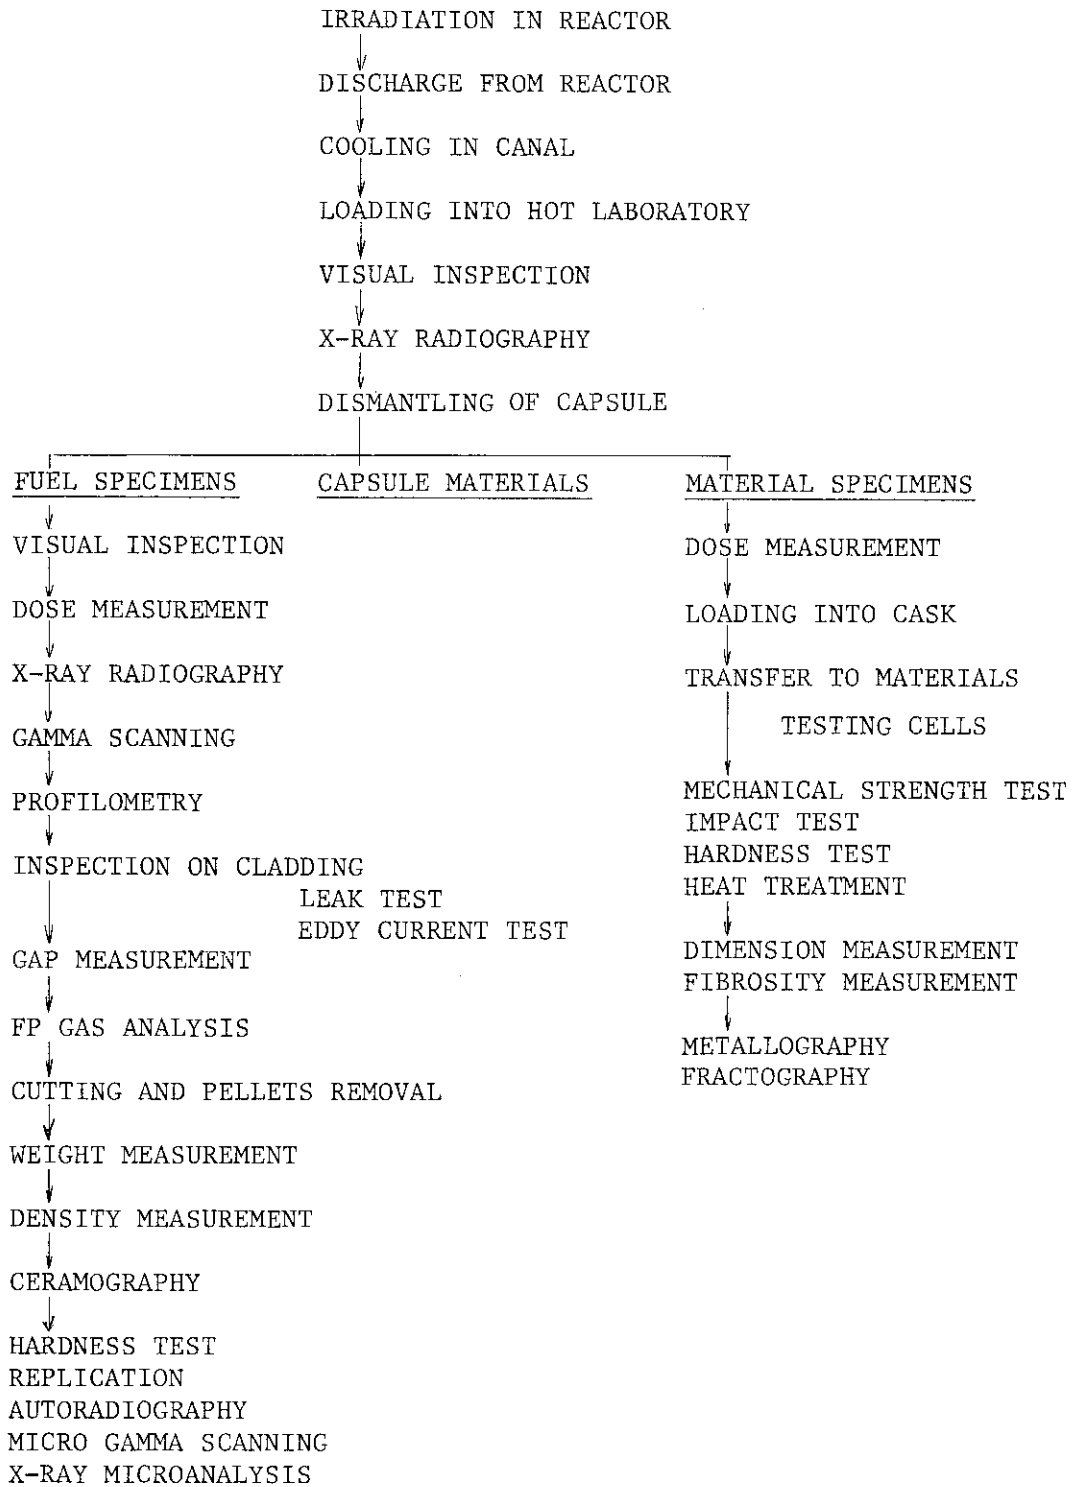 IRRADIATION IN REACTOR
DISCHARGE FROM REACTOR
COOLING IN CANAL
LOADING INTO HOT LABORATORY
VISUAL INSPECTION
X-RAY RADIOGRAPHY
DISMANTLING OF CAPSULE
FUEL SPECIMENS
VISUAL INSPECTION
DOSE MEASUREMENT
X-RAY RADIOGRAPHY
GAMMA SCANNING
PROFILOMETRY
INSPECTION ON CLADDING
LEAK TEST
EDDY CURRENT TEST
GAP MEASUREMENT
FP GAS ANALYSIS
CUTTING AND PELLETS REMOVAL
WEIGHT MEASUREMENT
DENSITY MEASUREMENT
CERAMOGRAPHY
HARDNESS TEST
REPLICATION
AUTORADIOGRAPHY
MICRO GAMMA SCANNING
X-RAY MICROANALYSIS
CAPSULE MATERIALS
MATERIAL SPECIMENS
DOSE MEASUREMENT
LOADING INTO CASK
TRANSFER TO MATERIALS
TESTING CELLS
MECHANICAL STRENGTH TEST
IMPACT TEST
HARDNESS TEST
HEAT TREATMENT
DIMENSION MEASUREMENT
FIBROSITY MEASUREMENT
METALLOGRAPHY
FRACTOGRAPHY